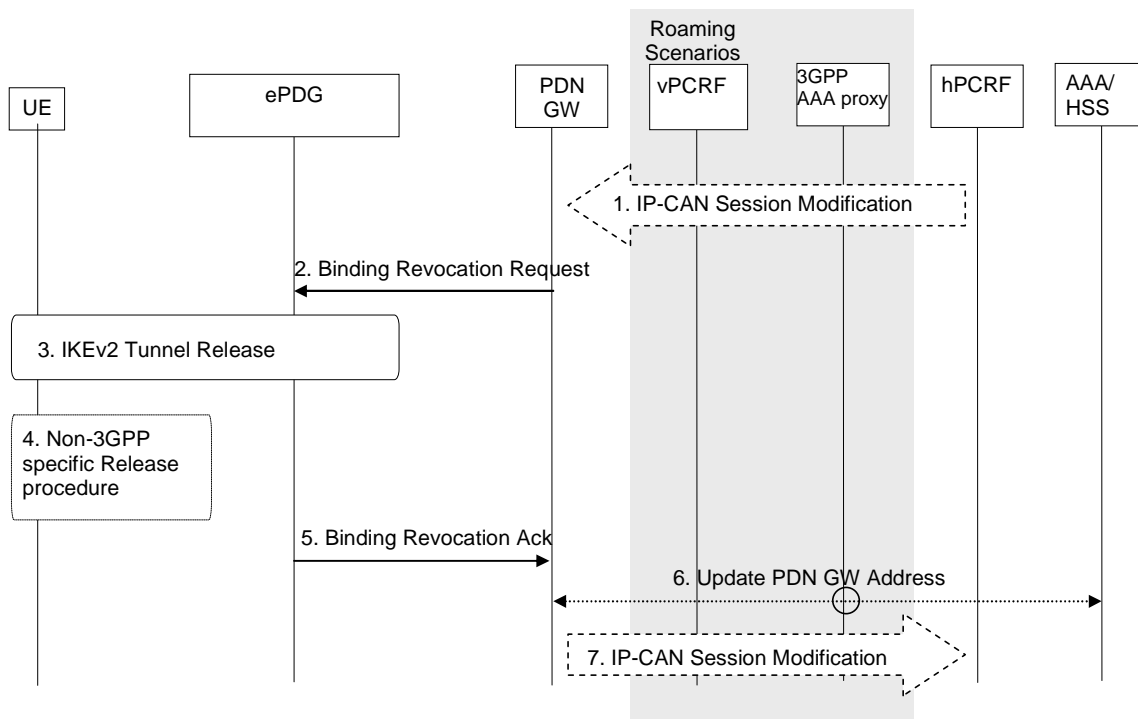 Roaming
Scenarios
UE
ePDG
PDN
GW
vPCRF
3GPP
AAA proxy
hPCRF
AAA/
HSS
1. IP-CAN Session Modification
2. Binding Revocation Request
3. IKEv2 Tunnel Release
4. Non-3GPP
specific Release
procedure
5. Binding Revocation Ack
6. Update PDN GW Address
7. IP-CAN Session Modification